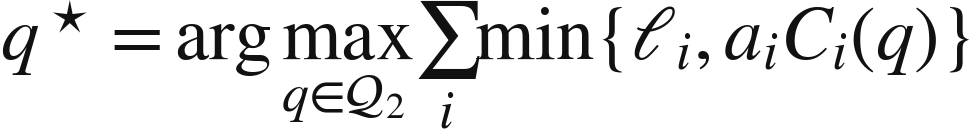 q⋆ = arg max_{q∈𝒬₂} ∑_i min{ℓ_i, a_i C_i(q)}